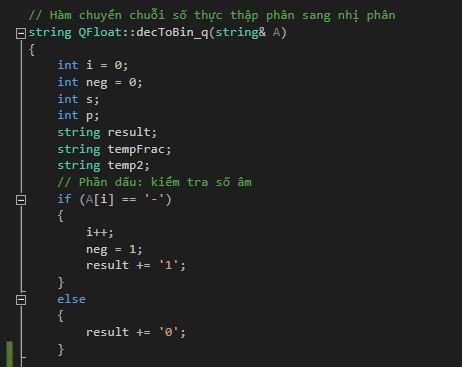 // Hàm chuyển chuỗi số thực thập phân sang nhị phân
string QFloat::decToBin_q(string& A)
{
int i = 0;
int neg = 0;
int s;
int p;
string result;
string tempFrac;
string temp2;
// Phần dấu: kiểm tra số âm
if (A[i] == '-')
{
i++;
neg = 1;
result += '1';
}
else
{
result += '0';
}